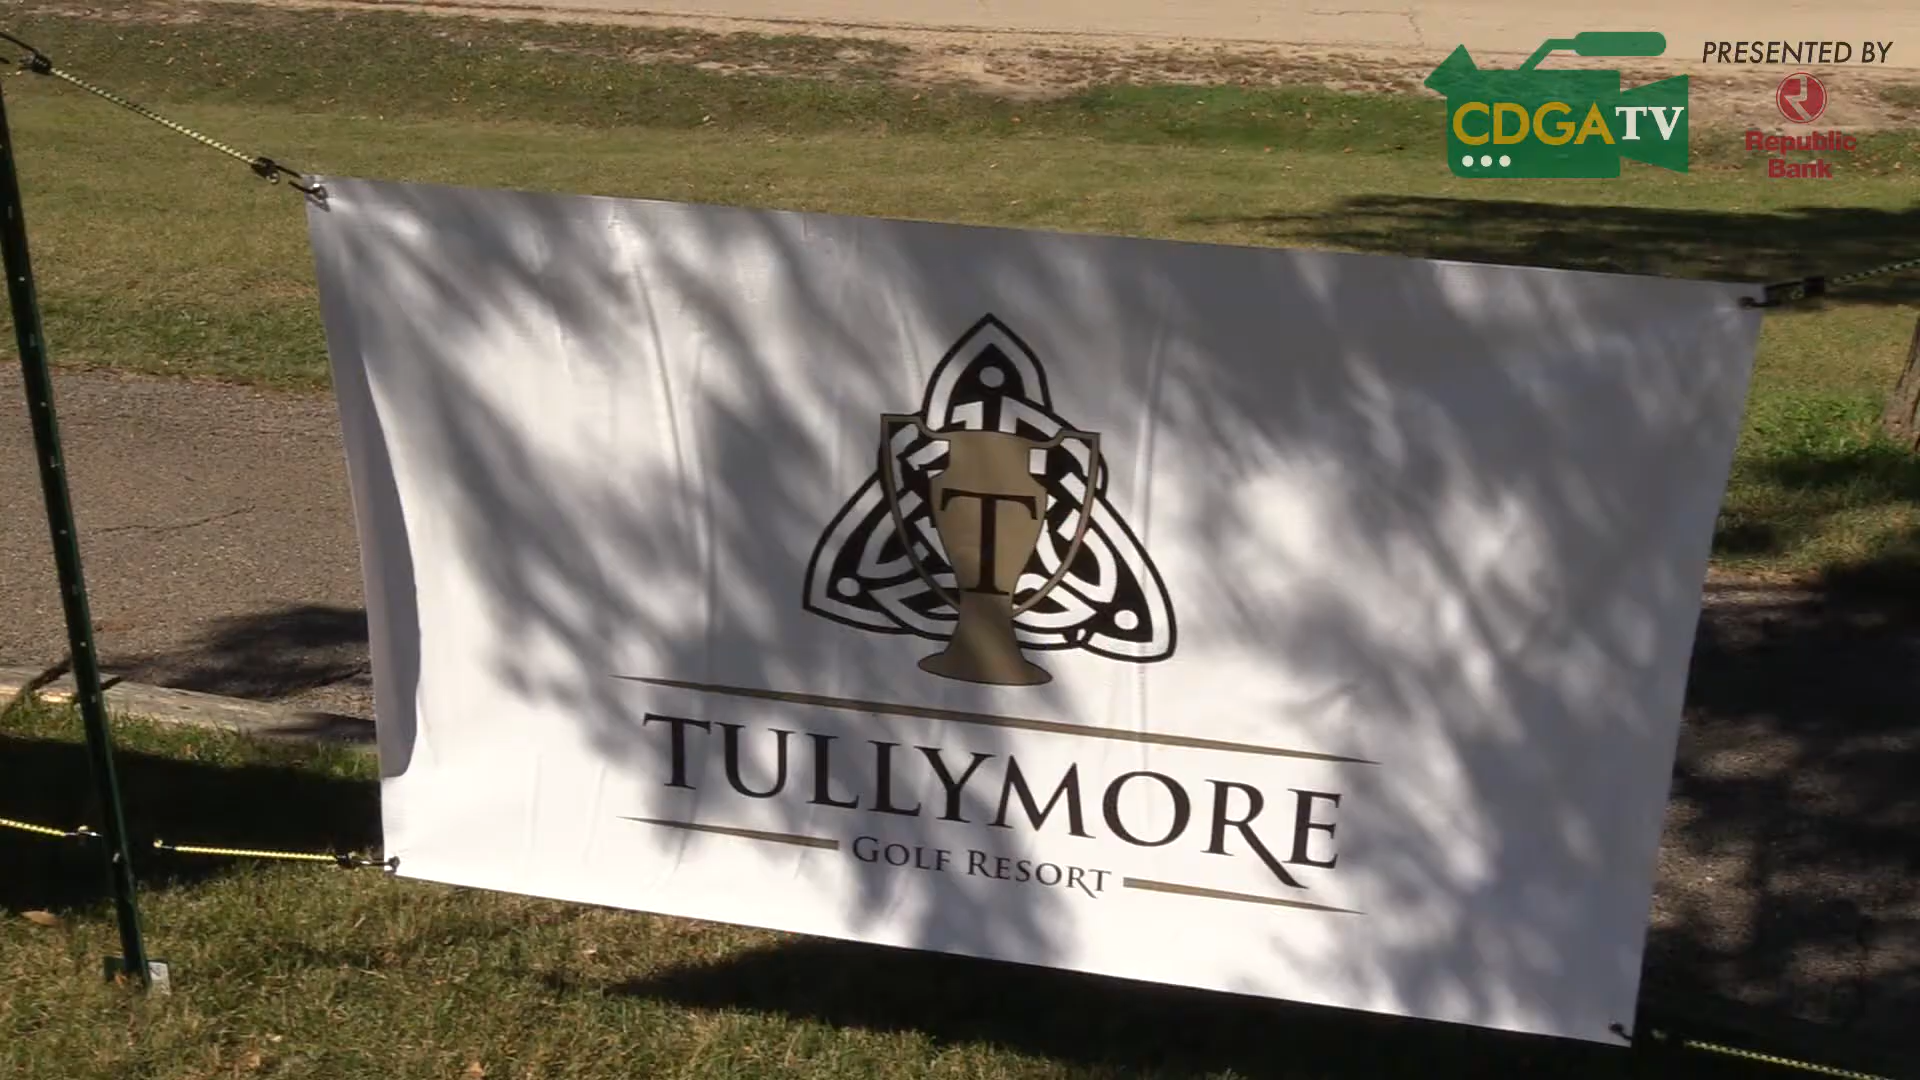 PRESENTED BY
CDGATV
Republic
Bank
T
TULLYMORE
GOLF RESORT